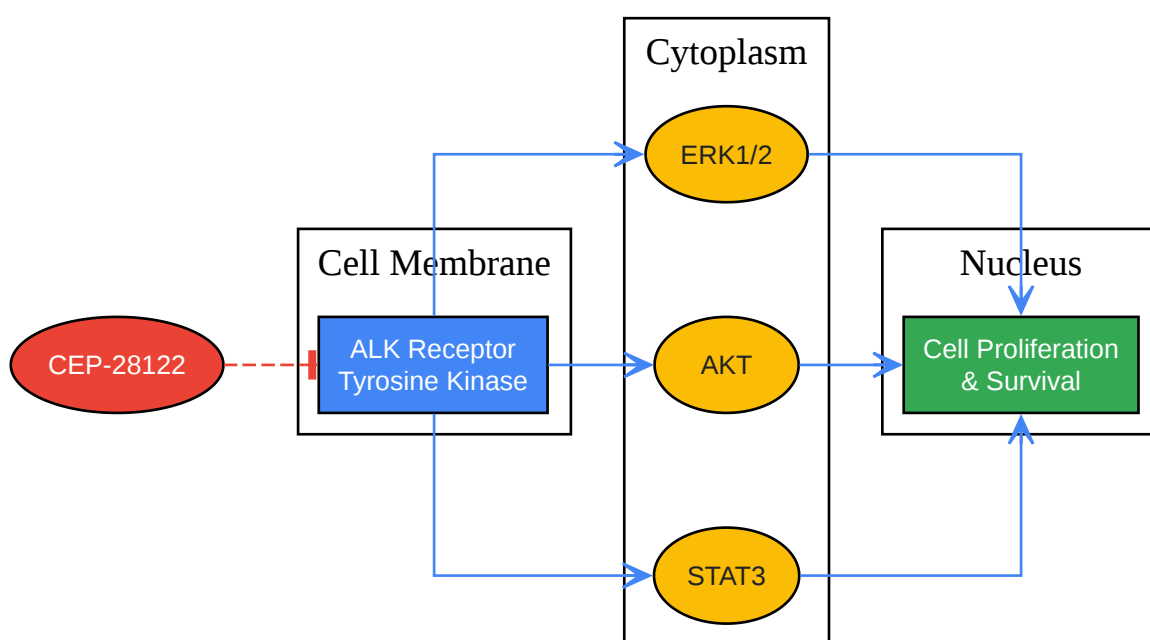 Cytoplasm
ERK1/2
Cell Membrane
Nucleus
CEP-28122
ALK Receptor
Tyrosine Kinase
AKT
Cell Proliferation
& Survival
STAT3